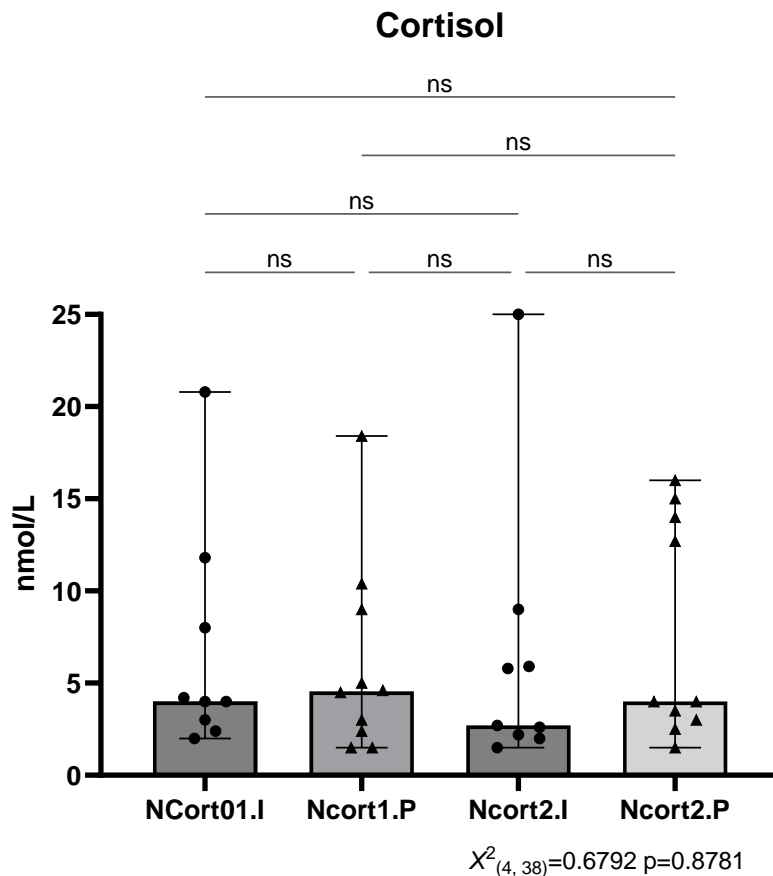 Cortisol
ns
ns
ns
ns ns ns
25
20
15
10
5
0
nmol/L
NCort01.I Ncort1.P Ncort2.I Ncort2.P
X²₍₄, ₃₈₎=0.6792 p=0.8781